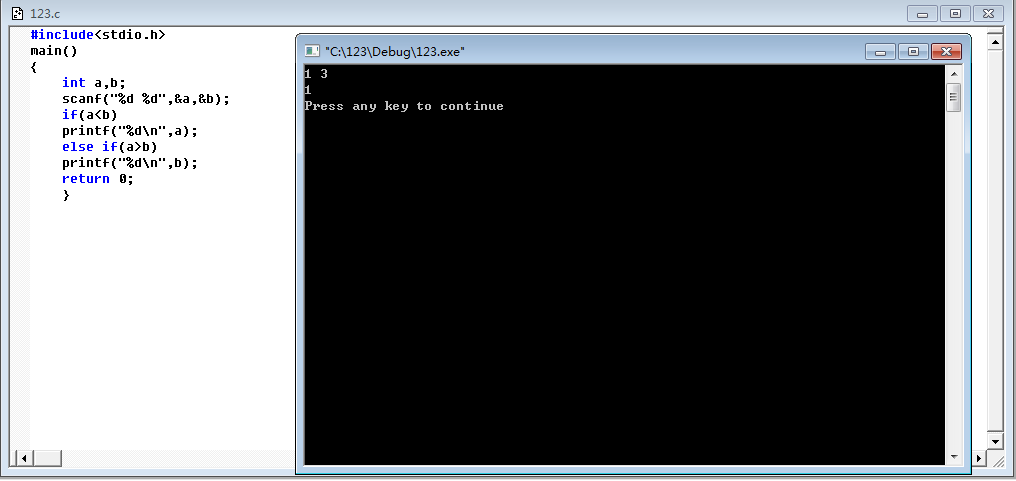 123.c
#include<stdio.h>
main()
{
int a,b;
scanf("%d %d",&a,&b);
if(a<b)
printf("%d\n",a);
else if(a>b)
printf("%d\n",b);
return 0;
}
"C:\123\Debug\123.exe"
1 3
1
Press any key to continue